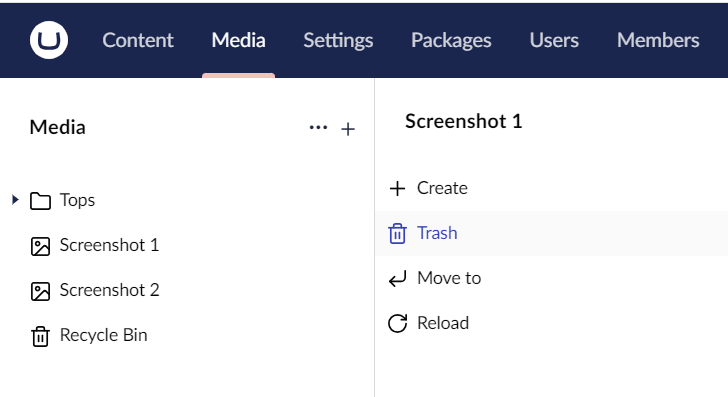 Content Media Settings Packages Users Members
Media
Tops
Screenshot 1
Screenshot 2
Recycle Bin
Screenshot 1
Create
Trash
Move to
Reload